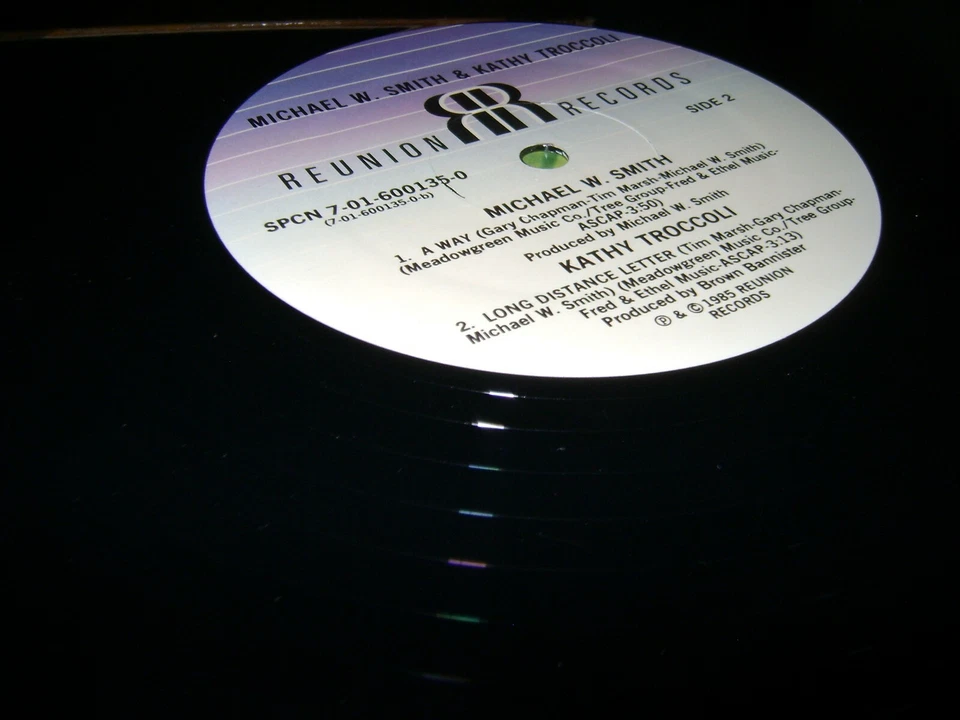 MICHAEL W. SMITH & KATHY TROCCOLI
REUNION RECORDS
SIDE 2
SPCN 7-01-600135-0
(7-01-600135-0-b)
MICHAEL W. SMITH
1. A WAY (Gary Chapman-Tim Marsh-Michael W. Smith)
(Meadowgreen Music Co./Tree Group-Fred & Ethel Music-
ASCAP-3:50)
Produced by Michael W. Smith
KATHY TROCCOLI
2. LONG DISTANCE LETTER (Tim Marsh-Gary Chapman-
Michael W. Smith) (Meadowgreen Music Co./Tree Group-
Fred & Ethel Music-ASCAP-3:13)
Produced by Brown Bannister
℗ & © 1985 REUNION
RECORDS